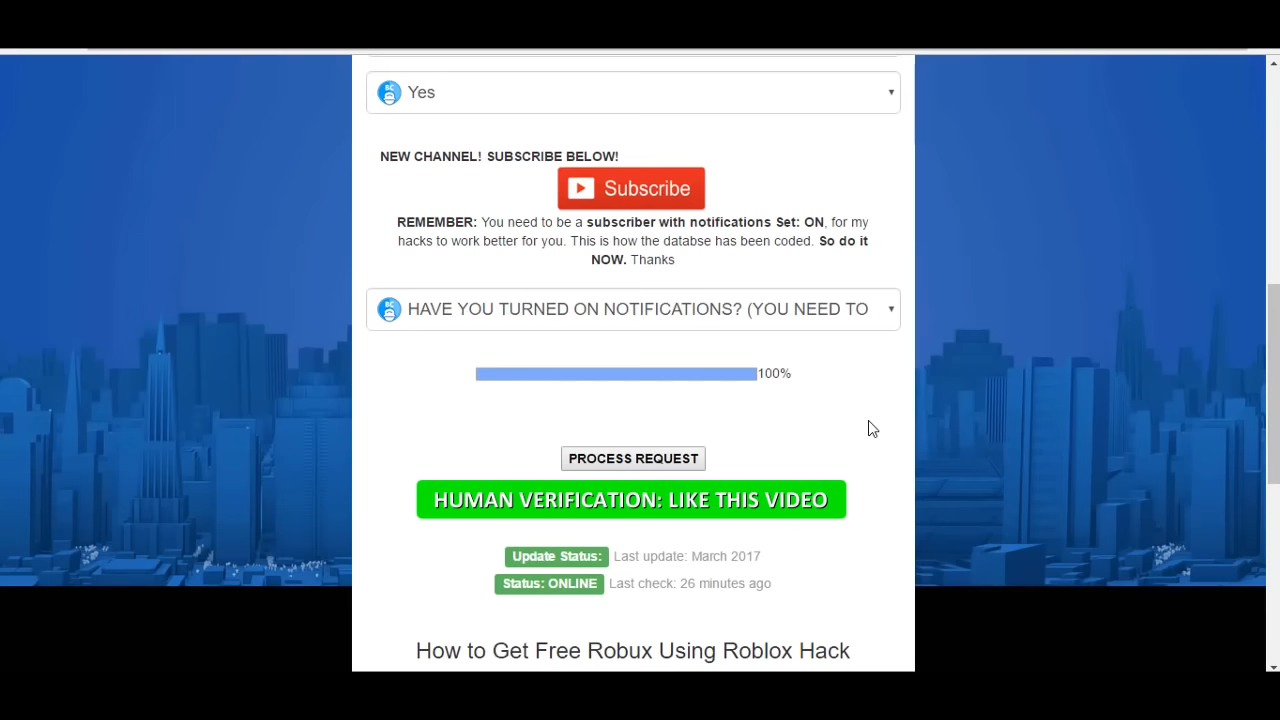 Yes
NEW CHANNEL! SUBSCRIBE BELOW!
Subscribe
REMEMBER: You need to be a subscriber with notifications Set: ON, for my
hacks to work better for you. This is how the databse has been coded. So do it
NOW. Thanks
HAVE YOU TURNED ON NOTIFICATIONS? (YOU NEED TO
100%
PROCESS REQUEST
HUMAN VERIFICATION: LIKE THIS VIDEO
Update Status: Last update: March 2017
Status: ONLINE Last check: 26 minutes ago
How to Get Free Robux Using Roblox Hack